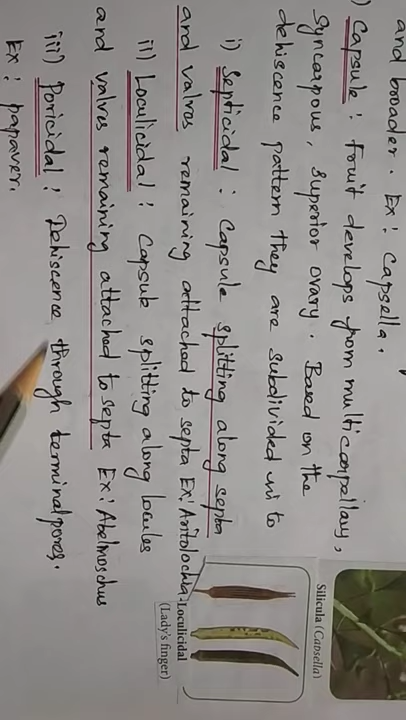 and broader. Ex: Capsella.
) Capsule: Fruit develops from multicarpellary,
Syncarpous, Superior ovary. Based on the
dehiscence pattern they are subdivided in to
i) Septicidal: Capsule splitting along septa
and valves remaining attached to septa Ex: Aristolochia.
ii) Loculicidal: Capsule splitting along locules
and valves remaining attached to septa Ex: Abelmoschus
iii) Poricidal: Dehiscence through terminal pores.
Ex: papaver.
Silicula (Capsella)
Loculicidal
(Lady's finger)